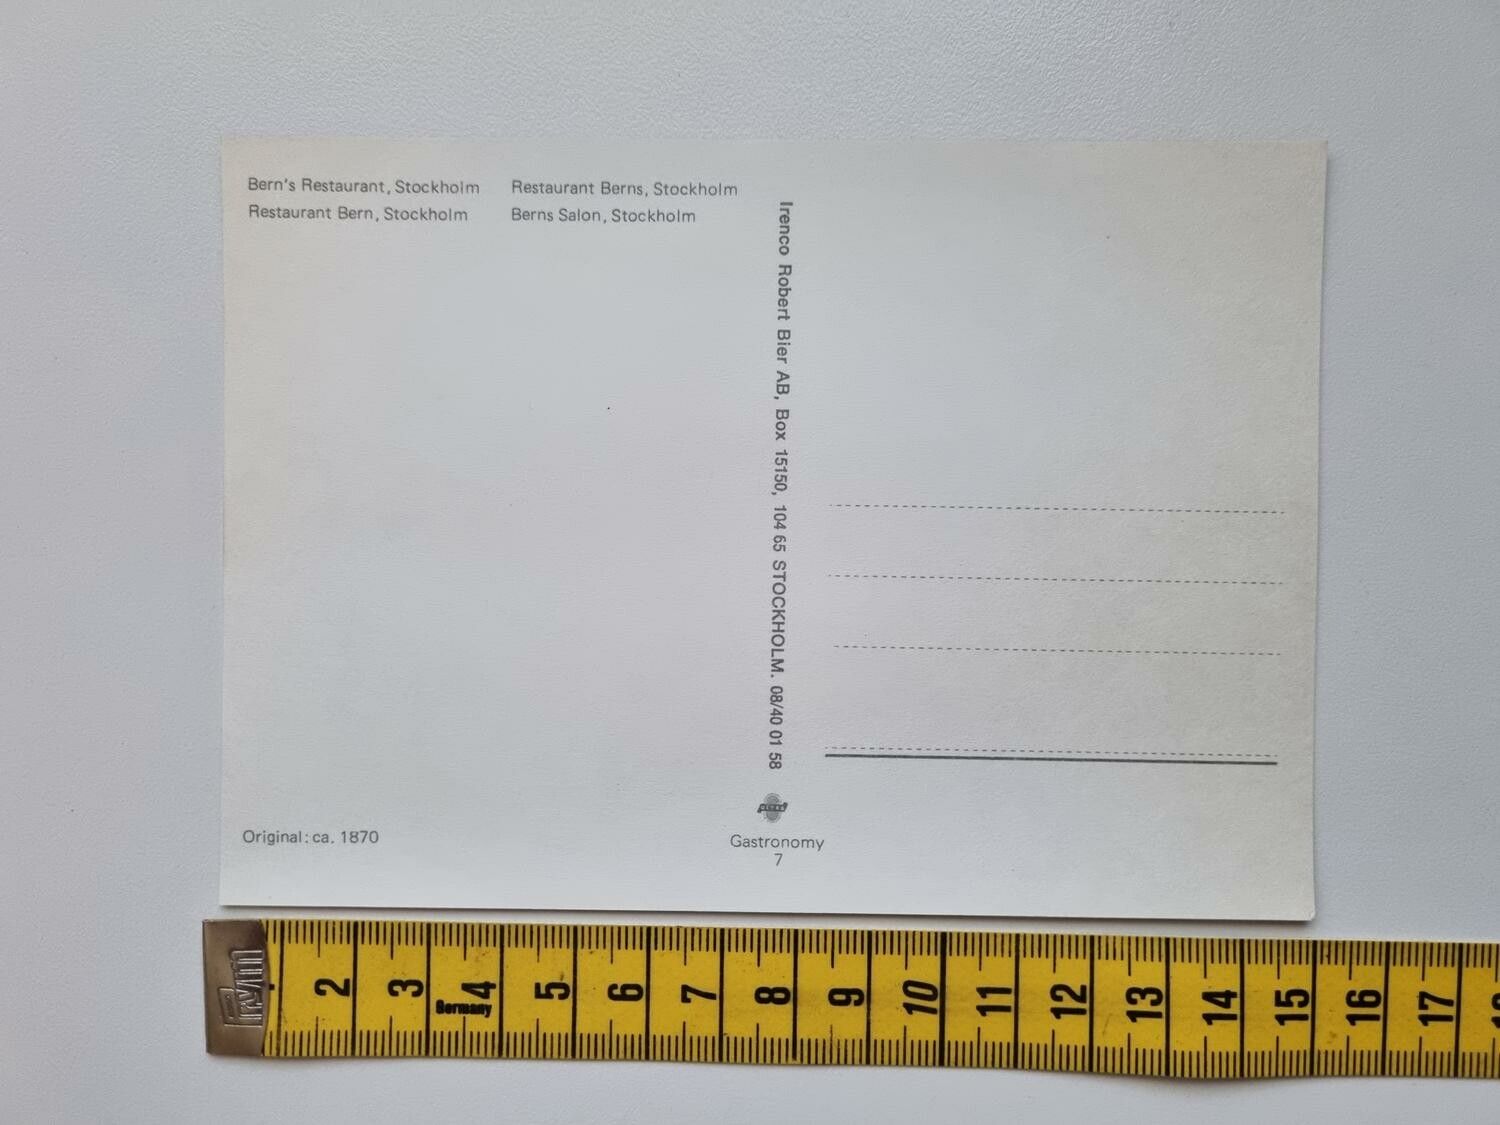 Bern's Restaurant, Stockholm
Restaurant Bern, Stockholm
Restaurant Berns, Stockholm
Berns Salon, Stockholm
Irenco Robert Bier AB, Box 15150, 104 65 STOCKHOLM. 08/40 01 58
Original: ca. 1870
Gastronomy
7
Prym
2 3 4 5 6 7 8 9 10 11 12 13 14 15 16 17
Germany